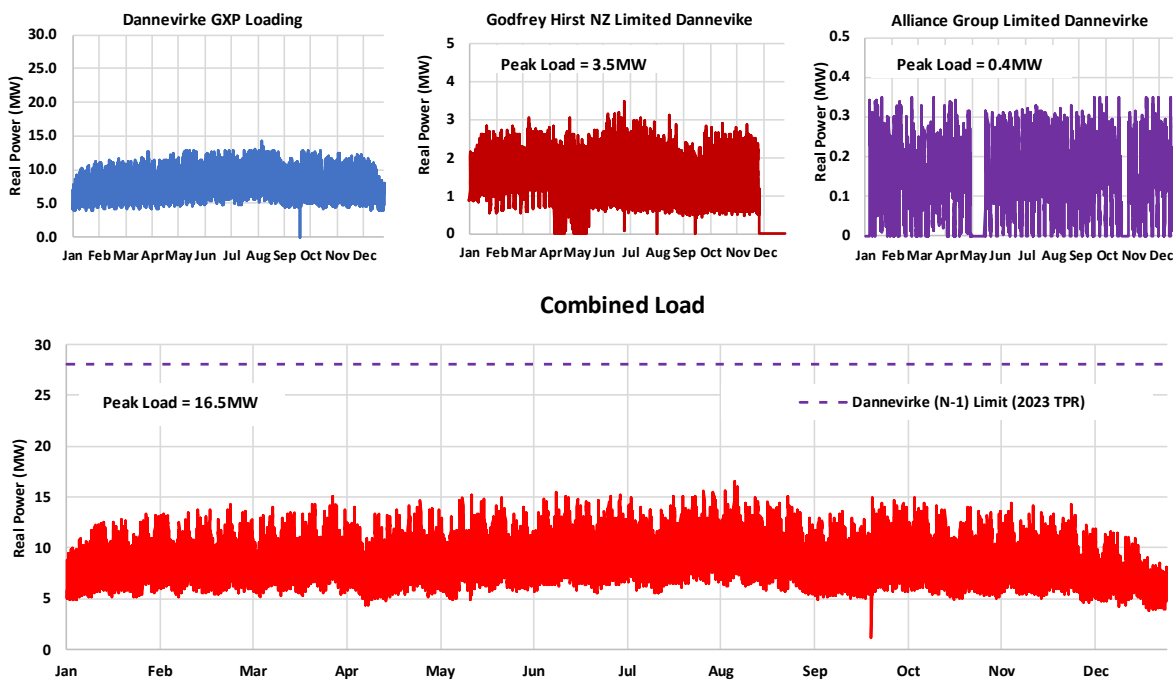 Dannevirke GXP Loading
Real Power (MW)
30.0
25.0
20.0
15.0
10.0
5.0
0.0
Jan Feb Mar Apr May Jun Jul Aug Sep Oct Nov Dec
Godfrey Hirst NZ Limited Dannevike
Real Power (MW)
5
4
3
2
1
0
Peak Load = 3.5MW
Jan Feb Mar Apr May Jun Jul Aug Sep Oct Nov Dec
Alliance Group Limited Dannevirke
Real Power (MW)
0.5
0.4
0.3
0.2
0.1
0
Peak Load = 0.4MW
Jan Feb Mar Apr May Jun Jul Aug Sep Oct Nov Dec
Combined Load
Real Power (MW)
30
25
20
15
10
5
0
Peak Load = 16.5MW
Dannevirke (N-1) Limit (2023 TPR)
Jan Feb Mar Apr May Jun Jul Aug Sep Oct Nov Dec